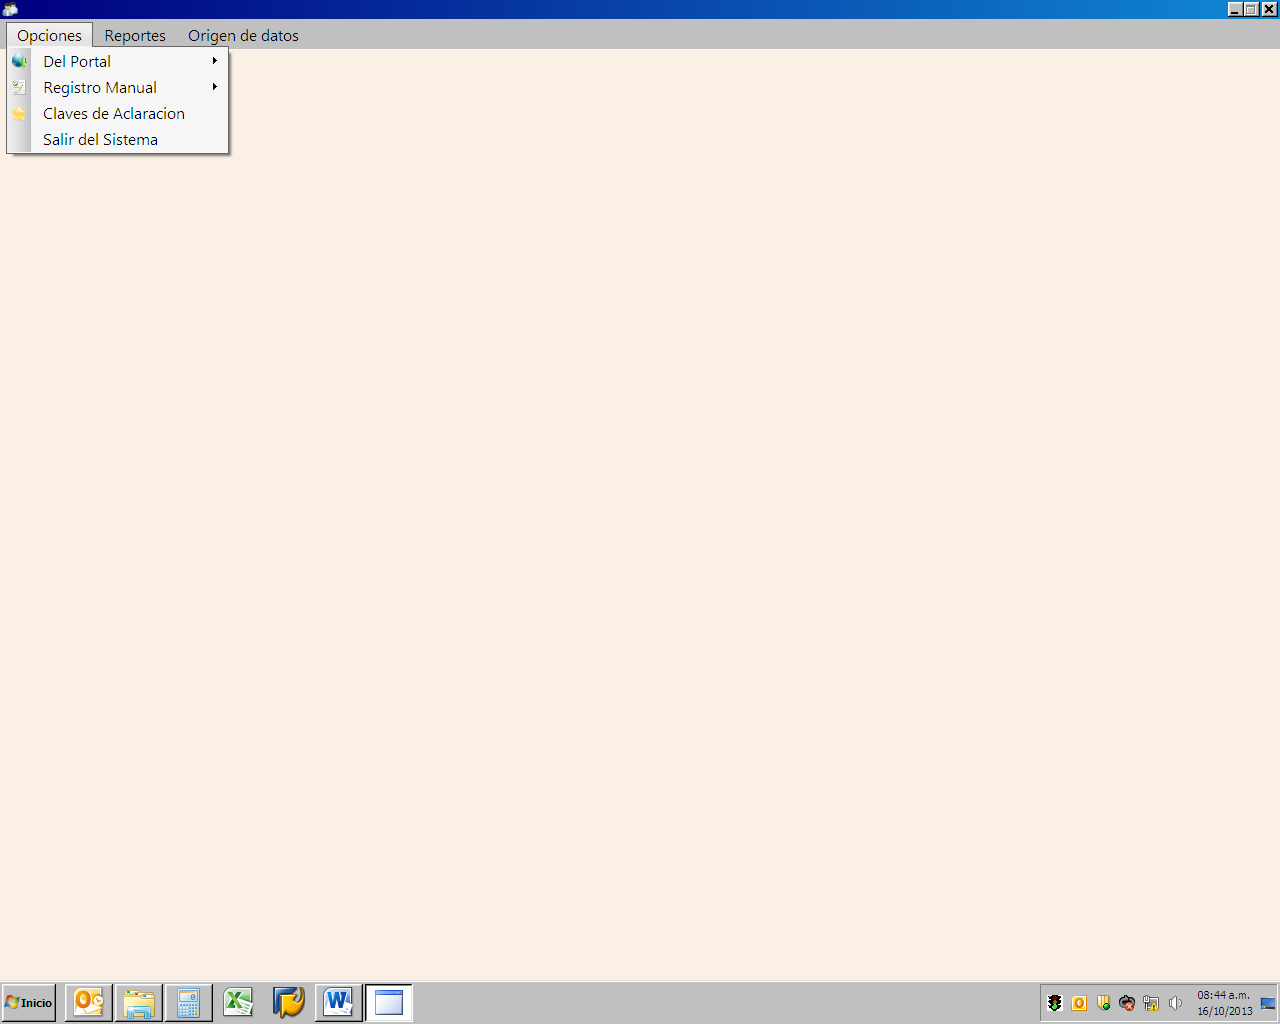 Opciones Reportes Origen de datos
Del Portal
Registro Manual
Claves de Aclaracion
Salir del Sistema
Inicio
08:44 a.m.
16/10/2013